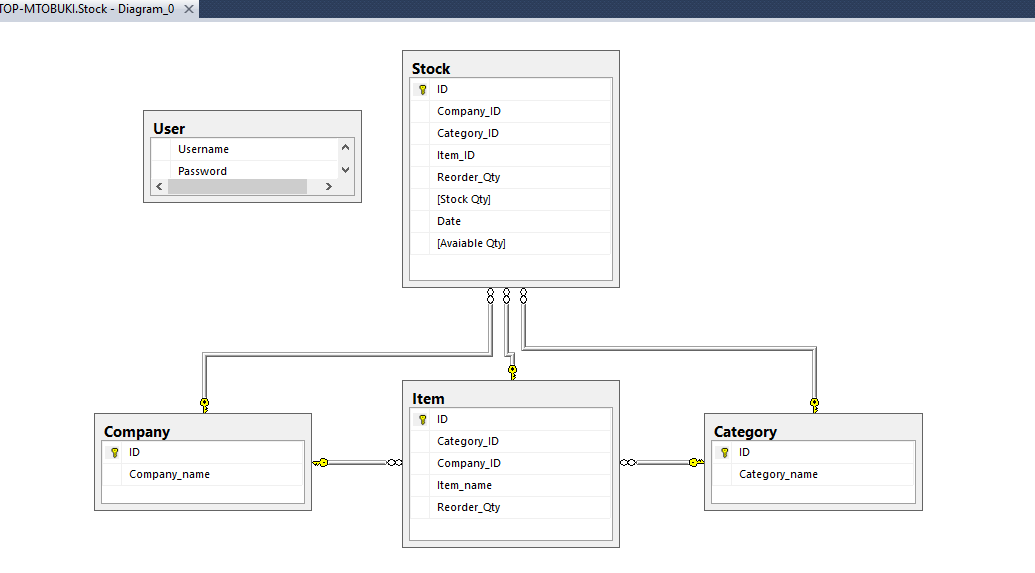 TOP-MTOBUKI.Stock - Diagram_0
Stock
ID
Company_ID
Category_ID
Item_ID
Reorder_Qty
[Stock Qty]
Date
[Avaiable Qty]
User
Username
Password
Company
ID
Company_name
Item
ID
Category_ID
Company_ID
Item_name
Reorder_Qty
Category
ID
Category_name